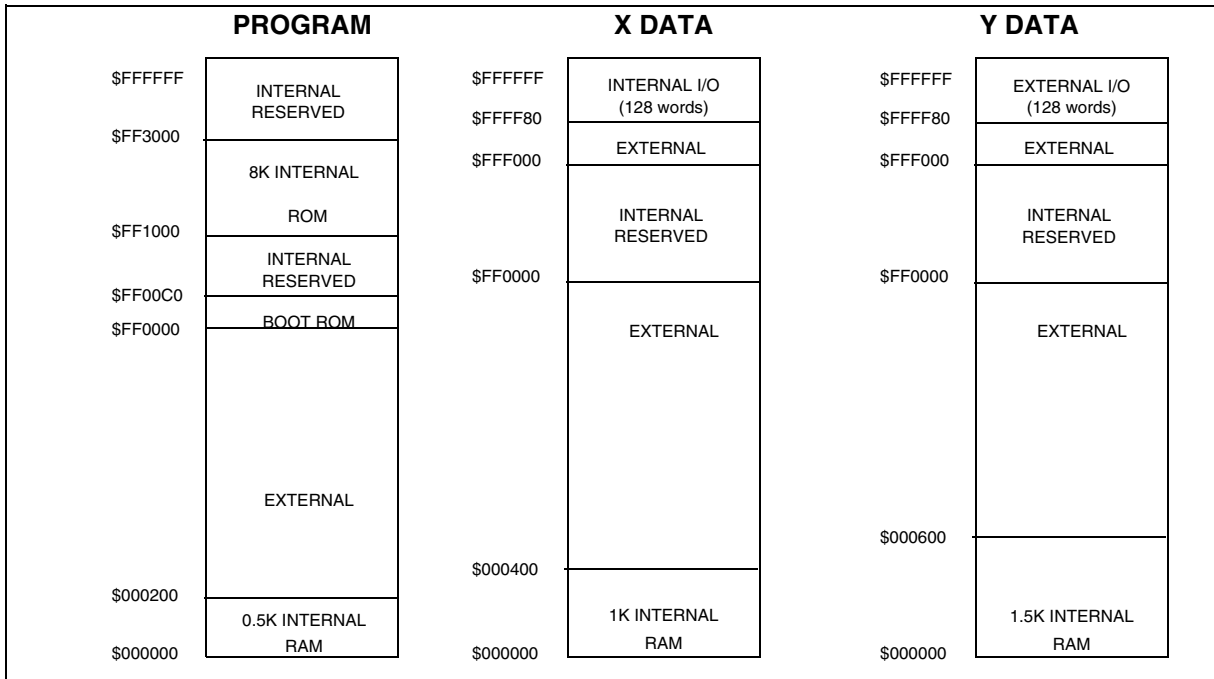 PROGRAM
$FFFFFF
INTERNAL
RESERVED
$FF3000
8K INTERNAL
ROM
$FF1000
INTERNAL
RESERVED
$FF00C0
BOOT ROM
$FF0000
EXTERNAL
$000200
0.5K INTERNAL
RAM
$000000
X DATA
$FFFFFF
INTERNAL I/O
(128 words)
$FFFF80
EXTERNAL
$FFF000
INTERNAL
RESERVED
$FF0000
EXTERNAL
$000400
1K INTERNAL
RAM
$000000
Y DATA
$FFFFFF
EXTERNAL I/O
(128 words)
$FFFF80
EXTERNAL
$FFF000
INTERNAL
RESERVED
$FF0000
EXTERNAL
$000600
1.5K INTERNAL
RAM
$000000